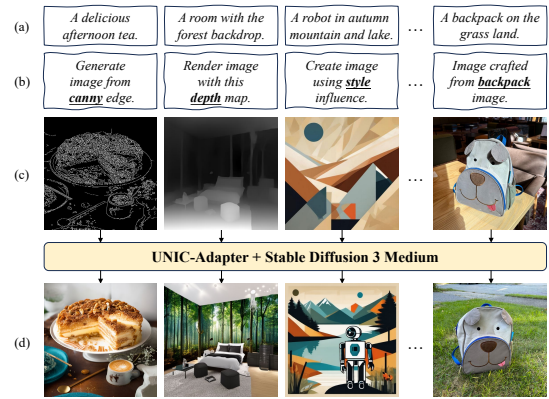 (a)
A delicious
afternoon tea.
A room with the
forest backdrop.
A robot in autumn
mountain and lake.
...
A backpack on the
grass land.
(b)
Generate
image from
canny edge.
Render image
with this
depth map.
Create image
using style
influence.
...
Image crafted
from backpack
image.
(c)
...
UNIC-Adapter + Stable Diffusion 3 Medium
(d)
...